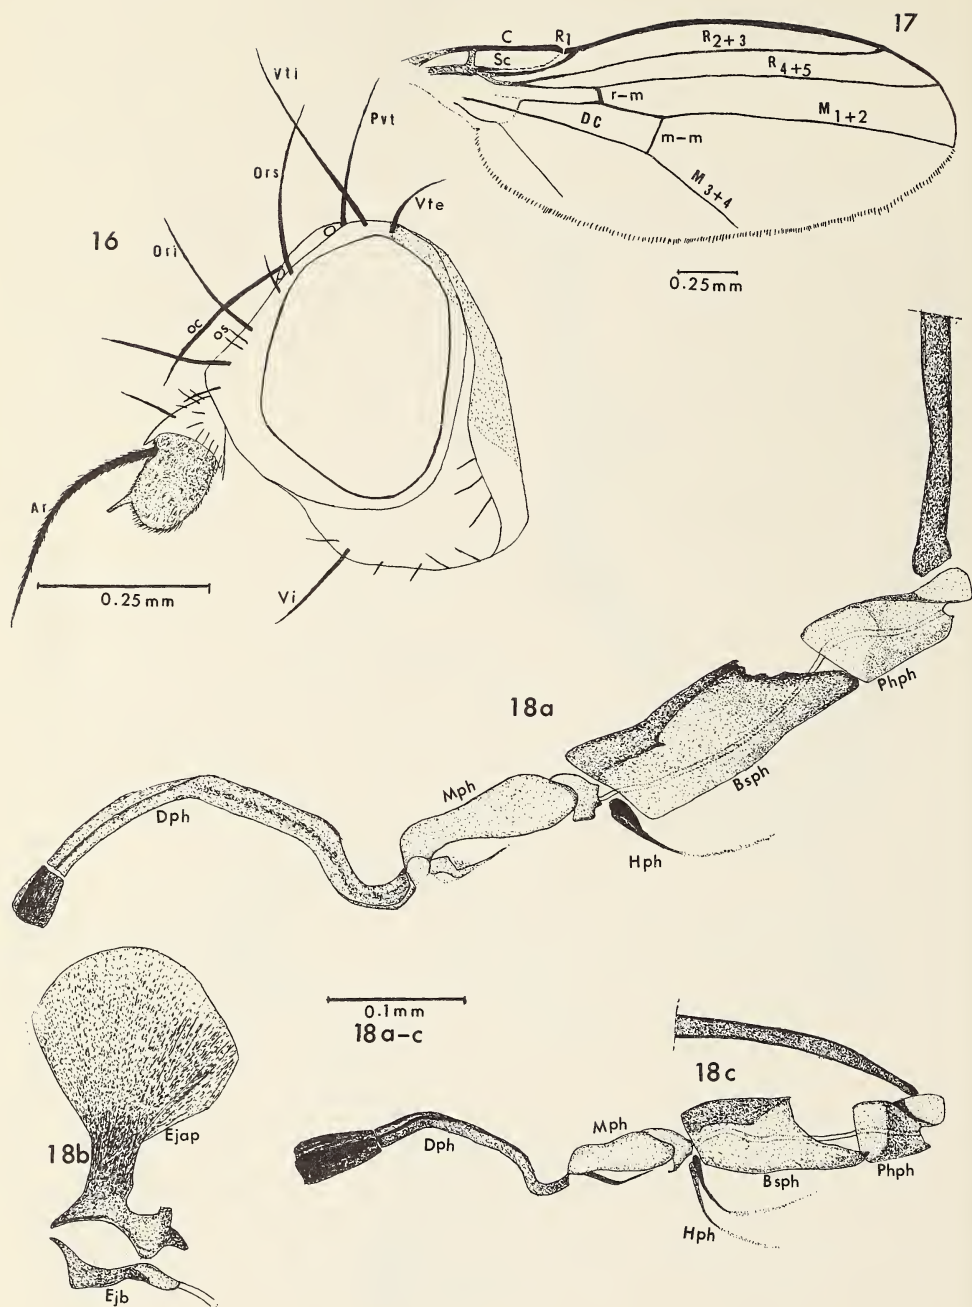 17
C
R1
R2+3
Sc
R4+5
r-m
M1+2
DC
m-m
M3+4
0.25mm
16
Vti
Pvt
Ors
Vte
Ori
oc
os
Ar
0.25mm
Vi
18a
Phph
Bsph
Mph
Dph
Hph
0.1mm
18a-c
18b
Ejap
Ejb
18c
Mph
Dph
Bsph
Phph
Hph